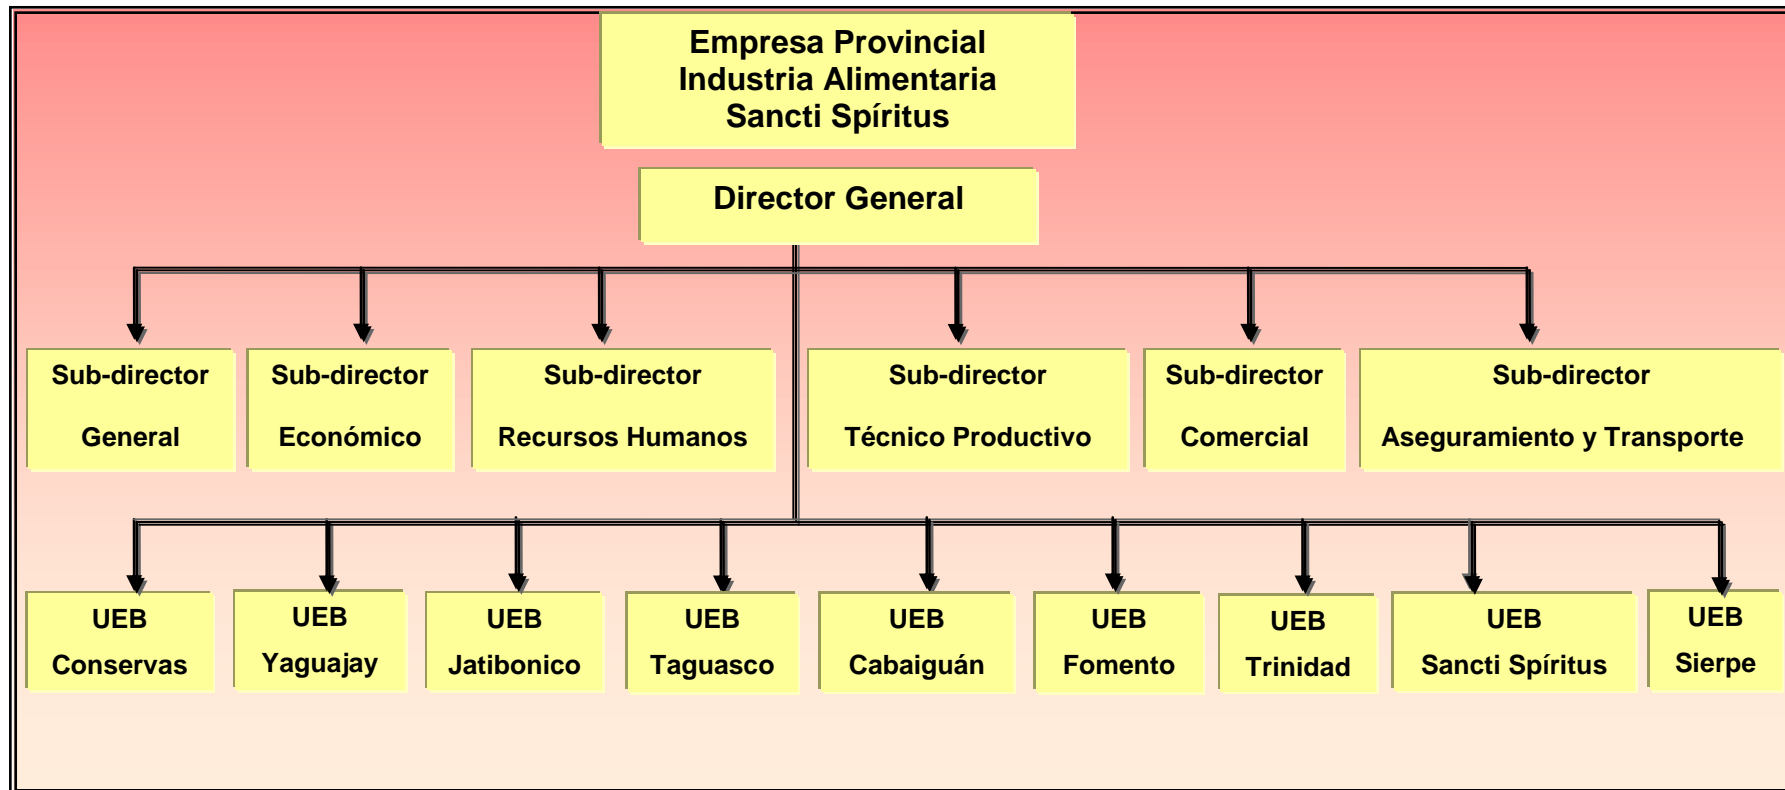 Empresa Provincial
Industria Alimentaria
Sancti Spíritus
Director General
Sub-director
General
Sub-director
Económico
Sub-director
Recursos Humanos
Sub-director
Técnico Productivo
Sub-director
Comercial
Sub-director
Aseguramiento y Transporte
UEB
Conservas
UEB
Yaguajay
UEB
Jatibonico
UEB
Taguasco
UEB
Cabaiguán
UEB
Fomento
UEB
Trinidad
UEB
Sancti Spíritus
UEB
Sierpe